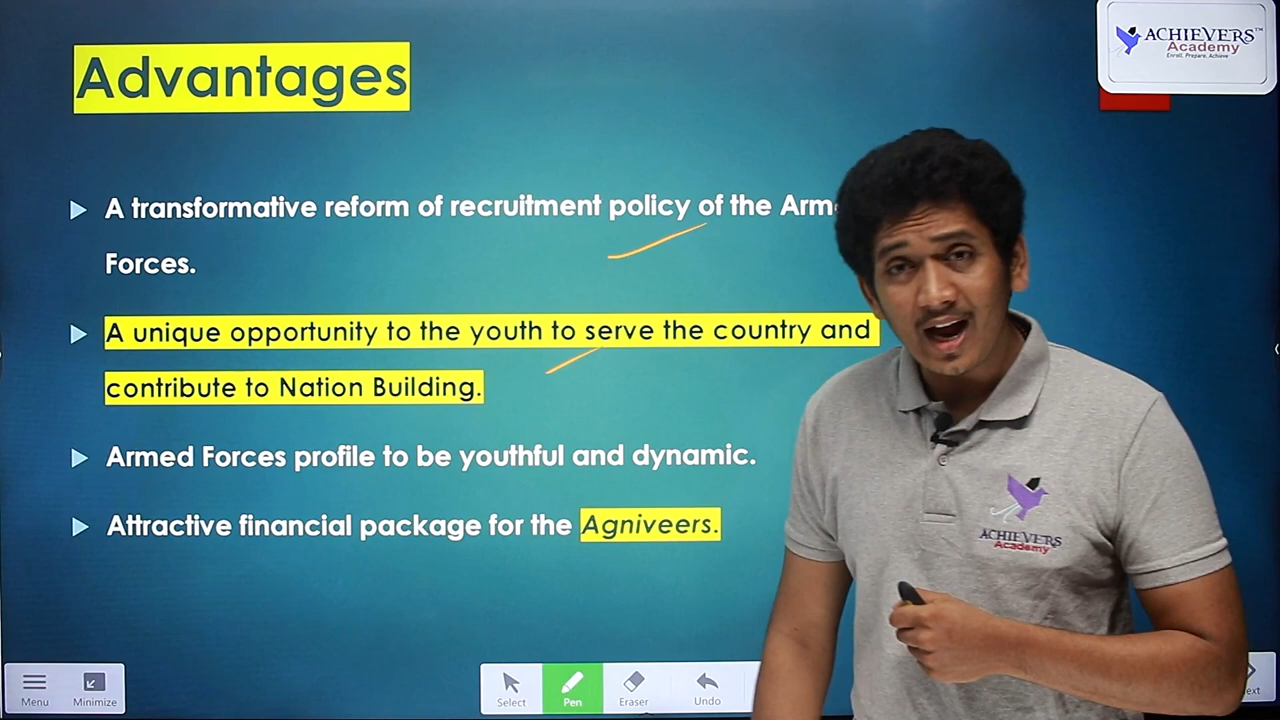 Advantages
ACHIEVERS™
Academy
Enroll, Prepare, Achieve
A transformative reform of recruitment policy of the Arm
Forces.
A unique opportunity to the youth to serve the country and
contribute to Nation Building.
Armed Forces profile to be youthful and dynamic.
Attractive financial package for the Agniveers.
ACHIEVERS
Academy
Menu
Minimize
Select
Pen
Eraser
Undo
ext